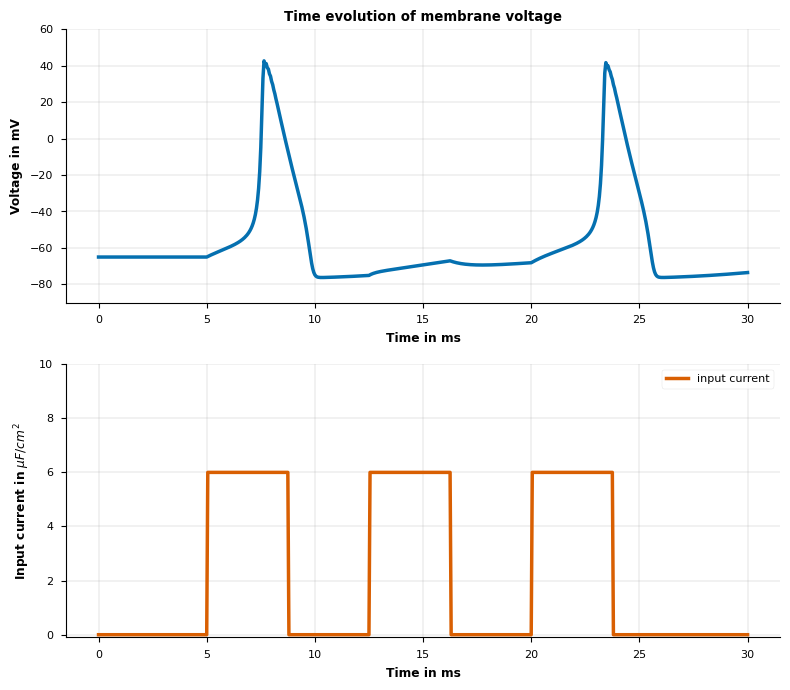 Time evolution of membrane voltage
60
40
20
0
−20
−40
−60
−80
Voltage in mV
0 5 10 15 20 25 30
Time in ms
input current
10
8
6
4
2
0
Input current in μF/cm²
0 5 10 15 20 25 30
Time in ms